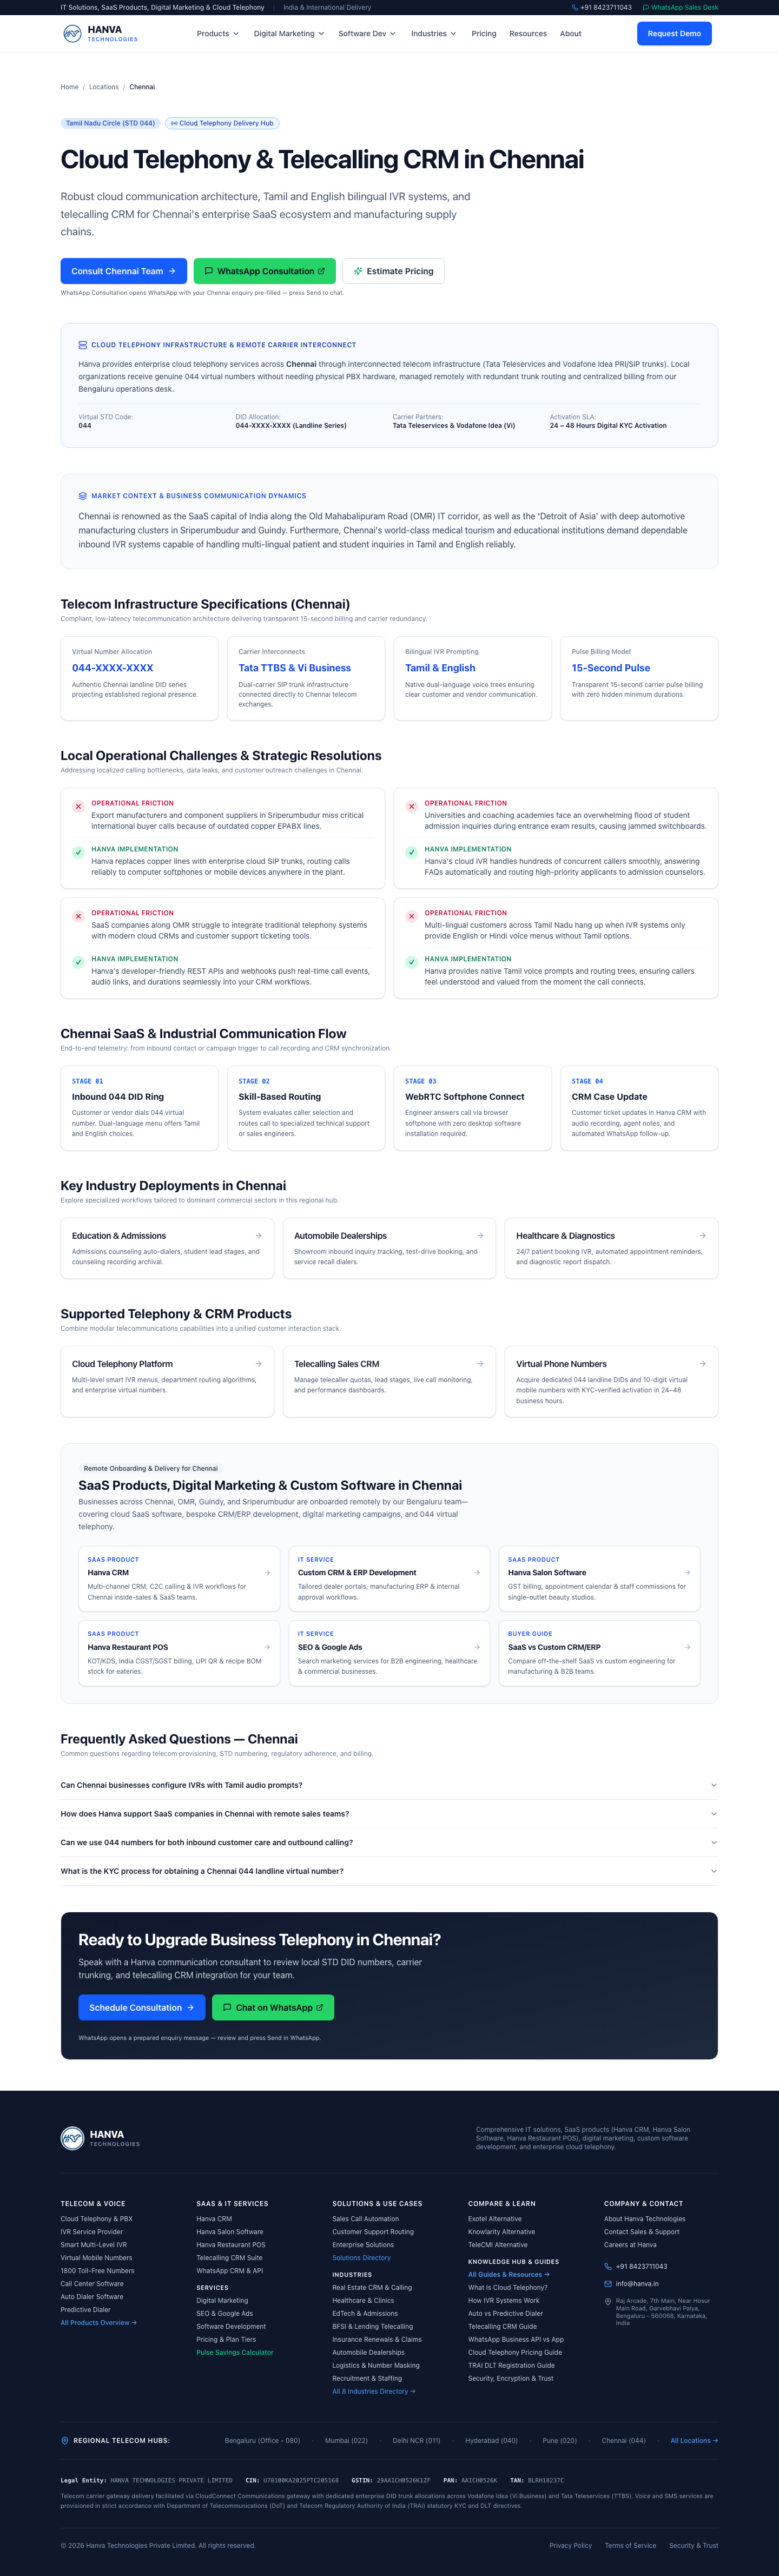 IT Solutions, SaaS Products, Digital Marketing & Cloud Telephony | India & International Delivery +91 8423711043 WhatsApp Sales Desk
HANVA
TECHNOLOGIES
Products Digital Marketing Software Dev Industries Pricing Resources About Request Demo
Home / Locations / Chennai
Tamil Nadu Circle (STD 044) Cloud Telephony Delivery Hub
Cloud Telephony & Telecalling CRM in Chennai
Robust cloud communication architecture, Tamil and English bilingual IVR systems, and
telecalling CRM for Chennai's enterprise SaaS ecosystem and manufacturing supply
chains.
Consult Chennai Team → WhatsApp Consultation Estimate Pricing
WhatsApp Consultation opens WhatsApp with your Chennai enquiry pre-filled — press Send to chat.
CLOUD TELEPHONY INFRASTRUCTURE & REMOTE CARRIER INTERCONNECT
Hanva provides enterprise cloud telephony services across Chennai through interconnected telecom infrastructure (Tata Teleservices and Vodafone Idea PRI/SIP trunks). Local
organizations receive genuine 044 virtual numbers without needing physical PBX hardware, managed remotely with redundant trunk routing and centralized billing from our
Bengaluru operations desk.
Virtual STD Code:
044
DID Allocation:
044-XXXX-XXXX (Landline Series)
Carrier Partners:
Tata Teleservices & Vodafone Idea (Vi)
Activation SLA:
24 – 48 Hours Digital KYC Activation
MARKET CONTEXT & BUSINESS COMMUNICATION DYNAMICS
Chennai is renowned as the SaaS capital of India along the Old Mahabalipuram Road (OMR) IT corridor, as well as the 'Detroit of Asia' with deep automotive
manufacturing clusters in Sriperumbudur and Guindy. Furthermore, Chennai's world-class medical tourism and educational institutions demand dependable
inbound IVR systems capable of handling multi-lingual patient and student inquiries in Tamil and English reliably.
Telecom Infrastructure Specifications (Chennai)
Compliant, low-latency telecommunication architecture delivering transparent 15-second billing and carrier redundancy.
Virtual Number Allocation
044-XXXX-XXXX
Authentic Chennai landline DID series
projecting established regional presence.
Carrier Interconnects
Tata TTBS & Vi Business
Dual-carrier SIP trunk infrastructure
connected directly to Chennai telecom
exchanges.
Bilingual IVR Prompting
Tamil & English
Native dual-language voice trees ensuring
clear customer and vendor communication.
Pulse Billing Model
15-Second Pulse
Transparent 15-second carrier pulse billing
with zero hidden minimum durations.
Local Operational Challenges & Strategic Resolutions
Addressing localized calling bottlenecks, data leaks, and customer outreach challenges in Chennai.
OPERATIONAL FRICTION
Export manufacturers and component suppliers in Sriperumbudur miss critical
international buyer calls because of outdated copper EPABX lines.
HANVA IMPLEMENTATION
Hanva replaces copper lines with enterprise cloud SIP trunks, routing calls
reliably to computer softphones or mobile devices anywhere in the plant.
OPERATIONAL FRICTION
Universities and coaching academies face an overwhelming flood of student
admission inquiries during entrance exam results, causing jammed switchboards.
HANVA IMPLEMENTATION
Hanva's cloud IVR handles hundreds of concurrent callers smoothly, answering
FAQs automatically and routing high-priority applicants to admission counselors.
OPERATIONAL FRICTION
SaaS companies along OMR struggle to integrate traditional telephony systems
with modern cloud CRMs and customer support ticketing tools.
HANVA IMPLEMENTATION
Hanva's developer-friendly REST APIs and webhooks push real-time call events,
audio links, and durations seamlessly into your CRM workflows.
OPERATIONAL FRICTION
Multi-lingual customers across Tamil Nadu hang up when IVR systems only
provide English or Hindi voice menus without Tamil options.
HANVA IMPLEMENTATION
Hanva provides native Tamil voice prompts and routing trees, ensuring callers
feel understood and valued from the moment the call connects.
Chennai SaaS & Industrial Communication Flow
End-to-end telemetry: from inbound contact or campaign trigger to call recording and CRM synchronization.
STAGE 01
Inbound 044 DID Ring
Customer or vendor dials 044 virtual
number. Dual-language menu offers Tamil
and English choices.
STAGE 02
Skill-Based Routing
System evaluates caller selection and
routes call to specialized technical support
or sales engineers.
STAGE 03
WebRTC Softphone Connect
Engineer answers call via browser
softphone with zero desktop software
installation required.
STAGE 04
CRM Case Update
Customer ticket updates in Hanva CRM with
audio recording, agent notes, and
automated WhatsApp follow-up.
Key Industry Deployments in Chennai
Explore specialized workflows tailored to dominant commercial sectors in this regional hub.
Education & Admissions →
Admissions counseling auto-dialers, student lead stages, and
counseling recording archival.
Automobile Dealerships →
Showroom inbound inquiry tracking, test-drive booking, and
service recall dialers.
Healthcare & Diagnostics →
24/7 patient booking IVR, automated appointment reminders,
and diagnostic report dispatch.
Supported Telephony & CRM Products
Combine modular telecommunications capabilities into a unified customer interaction stack.
Cloud Telephony Platform →
Multi-level smart IVR menus, department routing algorithms,
and enterprise virtual numbers.
Telecalling Sales CRM →
Manage telecaller quotas, lead stages, live call monitoring,
and performance dashboards.
Virtual Phone Numbers →
Acquire dedicated 044 landline DIDs and 10-digit virtual
mobile numbers with KYC-verified activation in 24–48
business hours.
Remote Onboarding & Delivery for Chennai
SaaS Products, Digital Marketing & Custom Software in Chennai
Businesses across Chennai, OMR, Guindy, and Sriperumbudur are onboarded remotely by our Bengaluru team—
covering cloud SaaS software, bespoke CRM/ERP development, digital marketing campaigns, and 044 virtual
telephony.
SAAS PRODUCT
Hanva CRM →
Multi-channel CRM, C2C calling & IVR workflows for
Chennai inside-sales & SaaS teams.
IT SERVICE
Custom CRM & ERP Development →
Tailored dealer portals, manufacturing ERP & internal
approval workflows.
SAAS PRODUCT
Hanva Salon Software →
GST billing, appointment calendar & staff commissions for
single-outlet beauty studios.
SAAS PRODUCT
Hanva Restaurant POS →
KOT/KDS, India CGST/SGST billing, UPI QR & recipe BOM
stock for eateries.
IT SERVICE
SEO & Google Ads →
Search marketing services for B2B engineering, healthcare
& commercial businesses.
BUYER GUIDE
SaaS vs Custom CRM/ERP →
Compare off-the-shelf SaaS vs custom engineering for
manufacturing & B2B teams.
Frequently Asked Questions — Chennai
Common questions regarding telecom provisioning, STD numbering, regulatory adherence, and billing.
Can Chennai businesses configure IVRs with Tamil audio prompts?
How does Hanva support SaaS companies in Chennai with remote sales teams?
Can we use 044 numbers for both inbound customer care and outbound calling?
What is the KYC process for obtaining a Chennai 044 landline virtual number?
Ready to Upgrade Business Telephony in Chennai?
Speak with a Hanva communication consultant to review local STD DID numbers, carrier
trunking, and telecalling CRM integration for your team.
Schedule Consultation → Chat on WhatsApp
WhatsApp opens a prepared enquiry message — review and press Send in WhatsApp.
HANVA
TECHNOLOGIES
Comprehensive IT solutions, SaaS products (Hanva CRM, Hanva Salon
Software, Hanva Restaurant POS), digital marketing, custom software
development, and enterprise cloud telephony.
TELECOM & VOICE
Cloud Telephony & PBX
IVR Service Provider
Smart Multi-Level IVR
Virtual Mobile Numbers
1800 Toll-Free Numbers
Call Center Software
Auto Dialer Software
Predictive Dialer
All Products Overview →
SAAS & IT SERVICES
Hanva CRM
Hanva Salon Software
Hanva Restaurant POS
Telecalling CRM Suite
WhatsApp CRM & API
SERVICES
Digital Marketing
SEO & Google Ads
Software Development
Pricing & Plan Tiers
Pulse Savings Calculator
SOLUTIONS & USE CASES
Sales Call Automation
Customer Support Routing
Enterprise Solutions
Solutions Directory
INDUSTRIES
Real Estate CRM & Calling
Healthcare & Clinics
EdTech & Admissions
BFSI & Lending Telecalling
Insurance Renewals & Claims
Automobile Dealerships
Logistics & Number Masking
Recruitment & Staffing
All 8 Industries Directory →
COMPARE & LEARN
Exotel Alternative
Knowlarity Alternative
TeleCMI Alternative
KNOWLEDGE HUB & GUIDES
All Guides & Resources →
What Is Cloud Telephony?
How IVR Systems Work
Auto vs Predictive Dialer
Telecalling CRM Guide
WhatsApp Business API vs App
Cloud Telephony Pricing Guide
TRAI DLT Registration Guide
Security, Encryption & Trust
COMPANY & CONTACT
About Hanva Technologies
Contact Sales & Support
Careers at Hanva
+91 8423711043
info@hanva.in
Raj Arcade, 7th Main, Near Hosur
Main Road, Garvebhavi Palya,
Bengaluru - 560068, Karnataka,
India
REGIONAL TELECOM HUBS: Bengaluru (Office • 080) · Mumbai (022) · Delhi NCR (011) · Hyderabad (040) · Pune (020) · Chennai (044) · All Locations →
Legal Entity: HANVA TECHNOLOGIES PRIVATE LIMITED CIN: U78100KA2025PTC205168 GSTIN: 29AAICH0526K1ZF PAN: AAICH0526K TAN: BLRH18237C
Telecom carrier gateway delivery facilitated via CloudConnect Communications gateway with dedicated enterprise DID trunk allocations across Vodafone Idea (Vi Business) and Tata Teleservices (TTBS). Voice and SMS services are
provisioned in strict accordance with Department of Telecommunications (DoT) and Telecom Regulatory Authority of India (TRAI) statutory KYC and DLT directives.
© 2026 Hanva Technologies Private Limited. All rights reserved. Privacy Policy Terms of Service Security & Trust